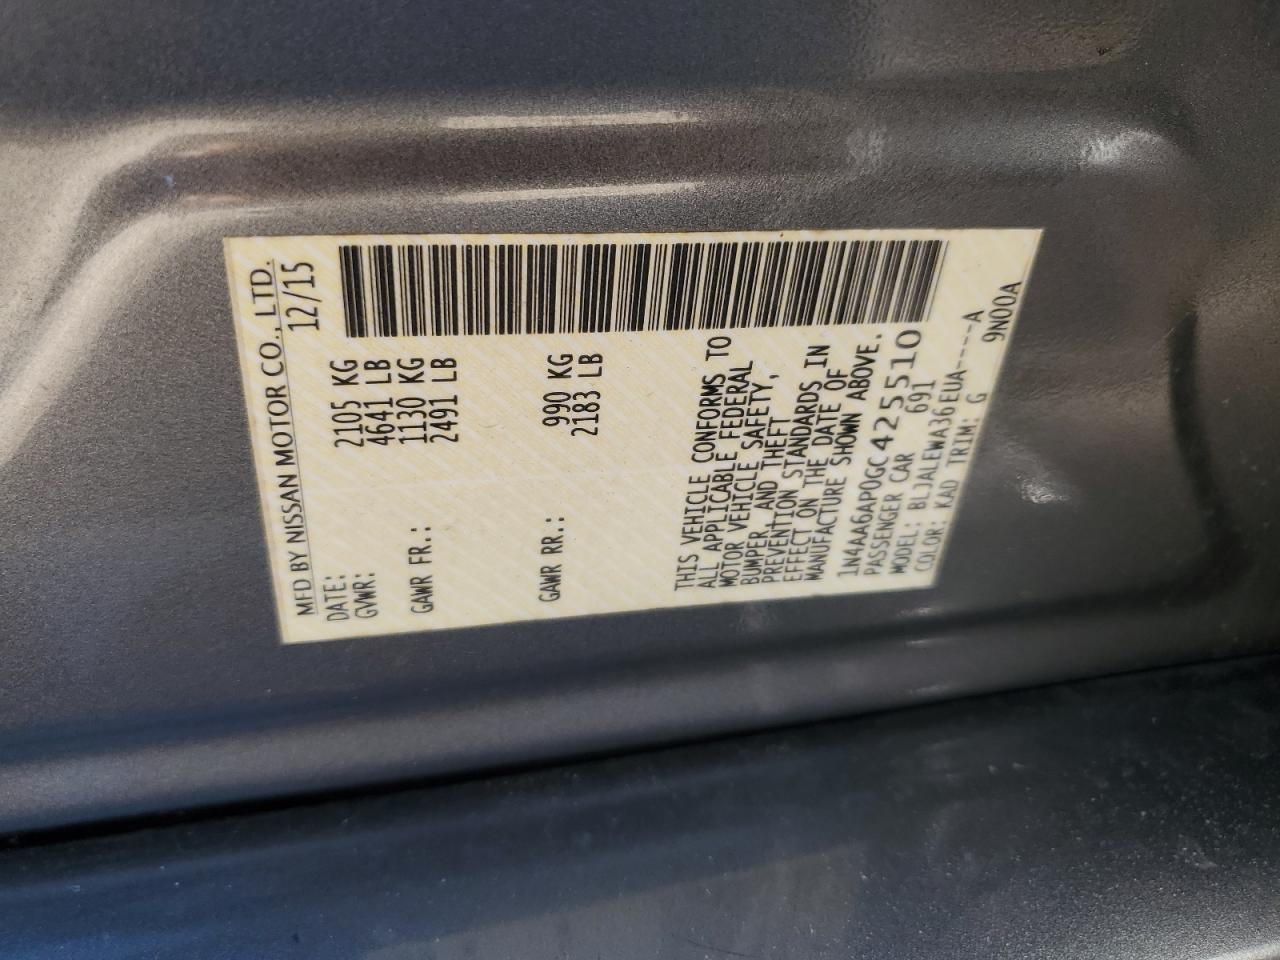 MFD BY NISSAN MOTOR CO., LTD.
DATE: 12/15
GVWR: 2105 KG
4641 LB
GAWR FR.: 1130 KG
2491 LB
GAWR RR.: 990 KG
2183 LB
THIS VEHICLE CONFORMS TO
ALL APPLICABLE FEDERAL
MOTOR VEHICLE SAFETY,
BUMPER, AND THEFT
PREVENTION STANDARDS IN
EFFECT ON THE DATE OF
MANUFACTURE SHOWN ABOVE.
1N4AA6AP0GC425510
PASSENGER CAR 691
MODEL: BLJALEWA36EUA-----A
COLOR: KAD TRIM: G 9N00A